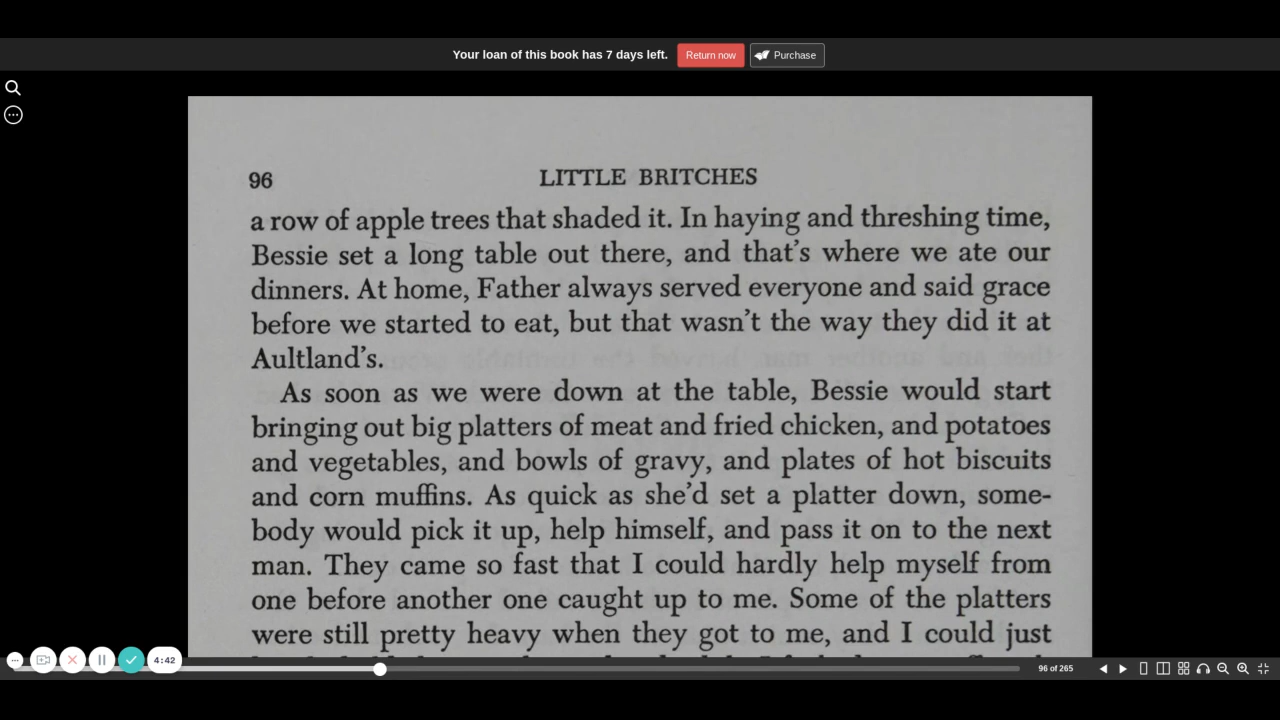 Your loan of this book has 7 days left. Return now Purchase
96 LITTLE BRITCHES
a row of apple trees that shaded it. In haying and threshing time,
Bessie set a long table out there, and that's where we ate our
dinners. At home, Father always served everyone and said grace
before we started to eat, but that wasn't the way they did it at
Aultland's.
As soon as we were down at the table, Bessie would start
bringing out big platters of meat and fried chicken, and potatoes
and vegetables, and bowls of gravy, and plates of hot biscuits
and corn muffins. As quick as she'd set a platter down, some-
body would pick it up, help himself, and pass it on to the next
man. They came so fast that I could hardly help myself from
one before another one caught up to me. Some of the platters
were still pretty heavy when they got to me, and I could just
4:42
96 of 265